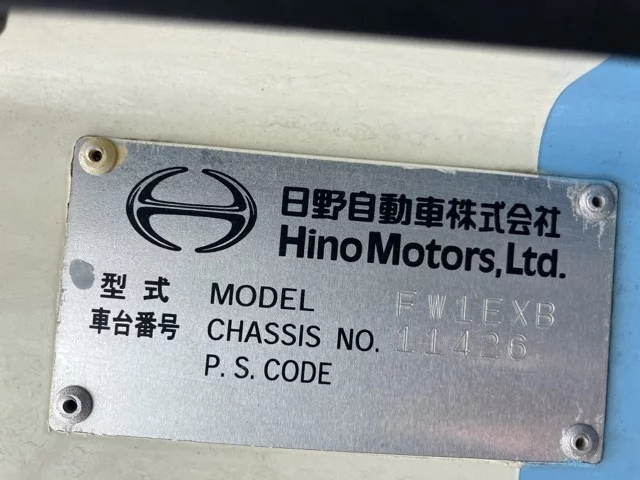 日野自動車株式会社
Hino Motors, Ltd.
型式 MODEL FW1EXB
車台番号 CHASSIS NO. 11426
P. S. CODE